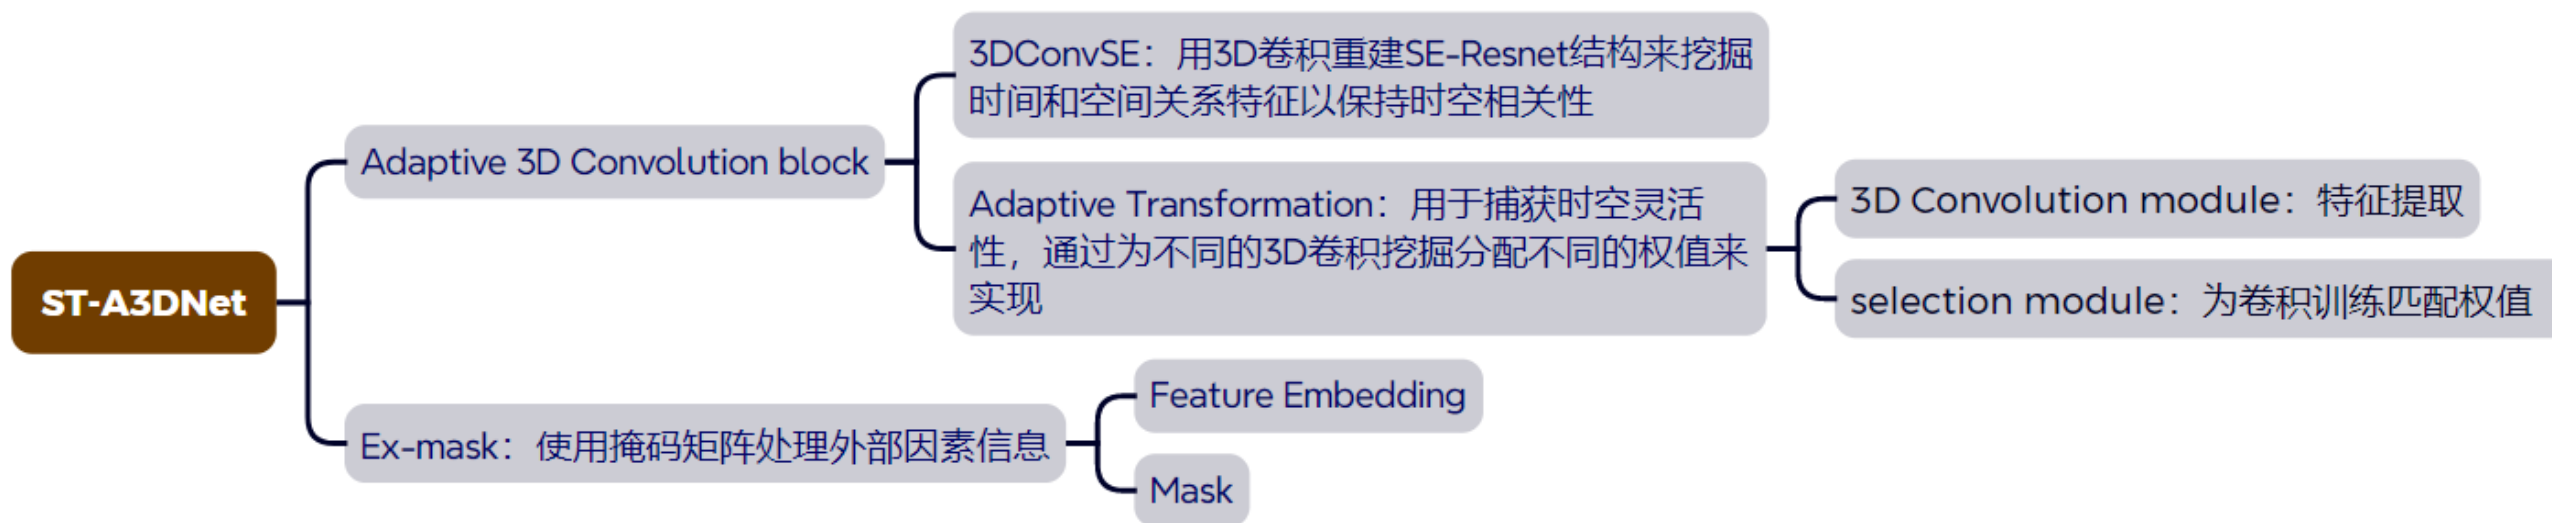 ST-A3DNet
Adaptive 3D Convolution block
3DConvSE：用3D卷积重建SE-Resnet结构来挖掘
时间和空间关系特征以保持时空相关性
Adaptive Transformation：用于捕获时空灵活
性，通过为不同的3D卷积挖掘分配不同的权值来
实现
3D Convolution module：特征提取
selection module：为卷积训练匹配权值
Ex-mask：使用掩码矩阵处理外部因素信息
Feature Embedding
Mask